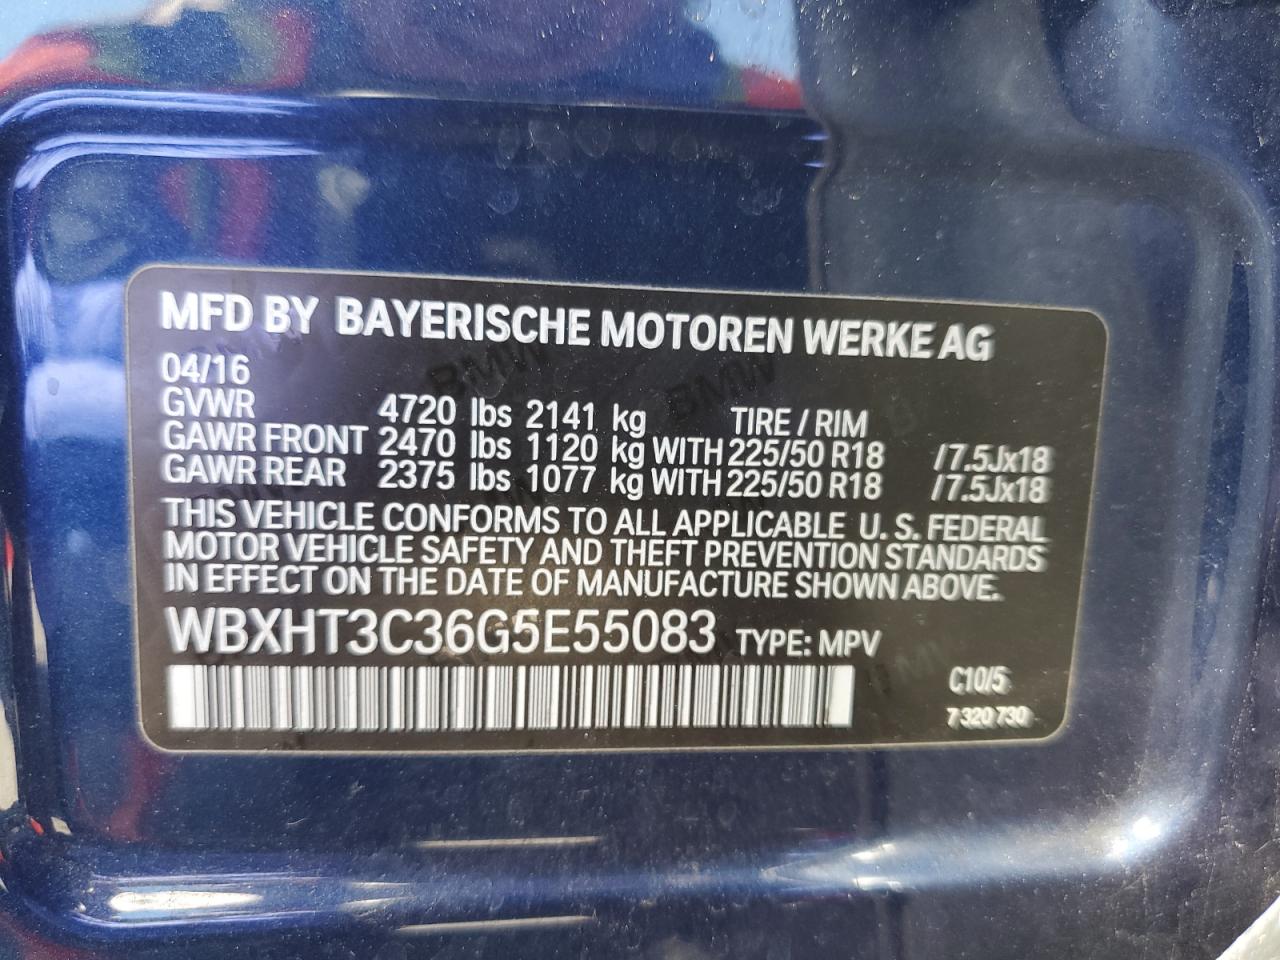 MFD BY BAYERISCHE MOTOREN WERKE AG
04/16
GVWR 4720 lbs 2141 kg TIRE / RIM
GAWR FRONT 2470 lbs 1120 kg WITH 225/50 R18 /7.5Jx18
GAWR REAR 2375 lbs 1077 kg WITH 225/50 R18 /7.5Jx18
THIS VEHICLE CONFORMS TO ALL APPLICABLE U. S. FEDERAL
MOTOR VEHICLE SAFETY AND THEFT PREVENTION STANDARDS
IN EFFECT ON THE DATE OF MANUFACTURE SHOWN ABOVE.
WBXHT3C36G5E55083 TYPE: MPV
C10/5
7 320 730